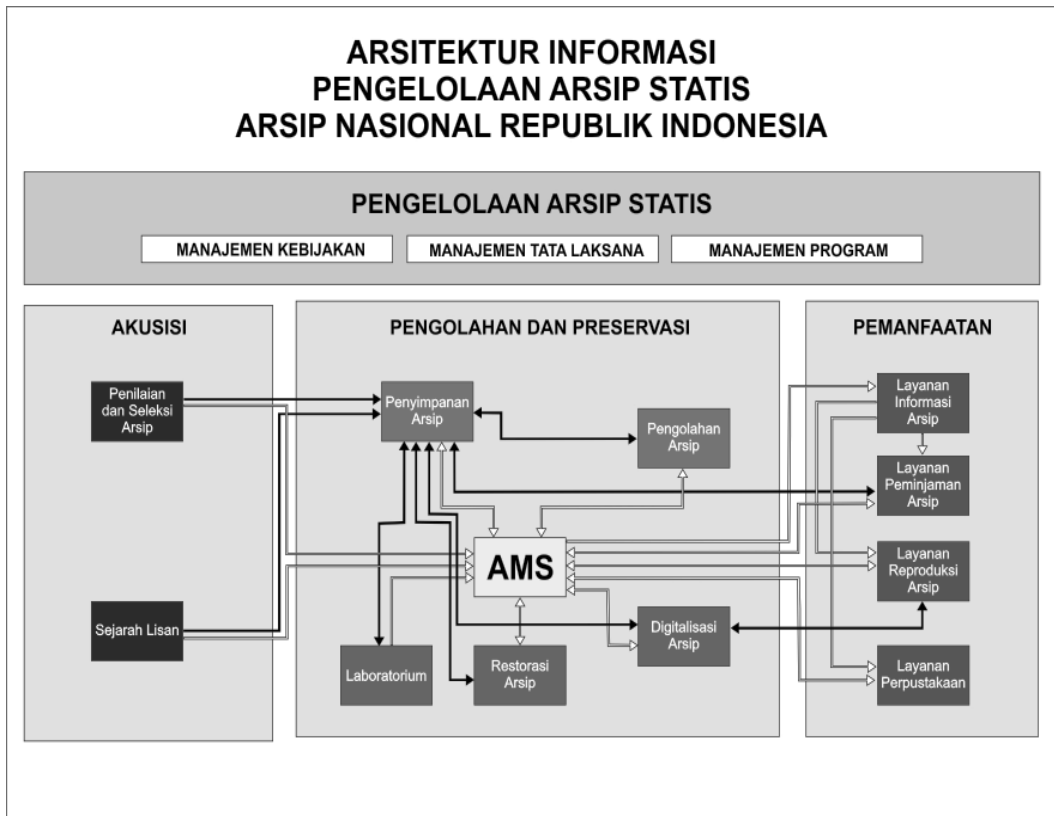 ARSITEKTUR INFORMASI
PENGELOLAAN ARSIP STATIS
ARSIP NASIONAL REPUBLIK INDONESIA
PENGELOLAAN ARSIP STATIS
MANAJEMEN KEBIJAKAN
MANAJEMEN TATA LAKSANA
MANAJEMEN PROGRAM
AKUSISI
Penilaian
dan Seleksi
Arsip
Sejarah Lisan
PENGOLAHAN DAN PRESERVASI
Penyimpanan
Arsip
Pengolahan
Arsip
AMS
Digitalisasi
Arsip
Laboratorium
Restorasi
Arsip
PEMANFAATAN
Layanan
Informasi
Arsip
Layanan
Peminjaman
Arsip
Layanan
Reproduksi
Arsip
Layanan
Perpustakaan